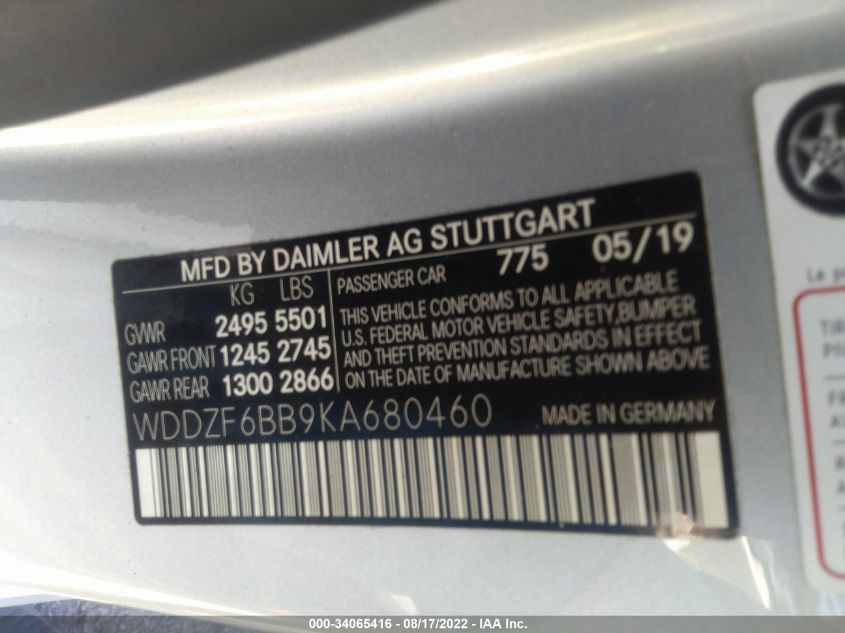 MFD BY DAIMLER AG STUTTGART
KG LBS
GVWR 2495 5501
GAWR FRONT 1245 2745
GAWR REAR 1300 2866
PASSENGER CAR 775 05/19
THIS VEHICLE CONFORMS TO ALL APPLICABLE
U.S. FEDERAL MOTOR VEHICLE SAFETY,BUMPER
AND THEFT PREVENTION STANDARDS IN EFFECT
ON THE DATE OF MANUFACTURE SHOWN ABOVE
WDDZF6BB9KA680460 MADE IN GERMANY
000-34065416 - 08/17/2022 - IAA Inc.